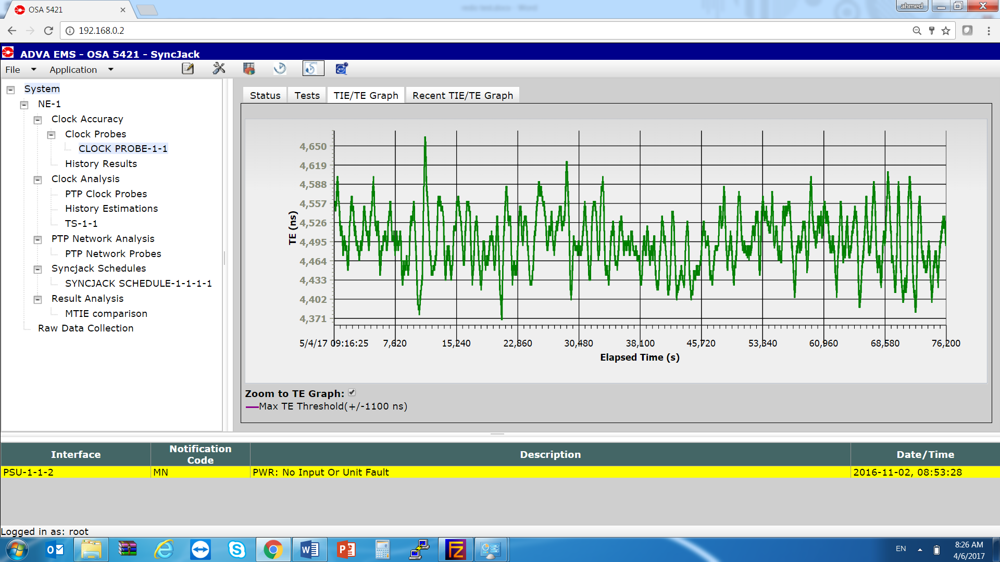 OSA 5421
ahmed
192.168.0.2
ADVA EMS - OSA 5421 - SyncJack
File Application
System
NE-1
Clock Accuracy
Clock Probes
CLOCK PROBE-1-1
History Results
Clock Analysis
PTP Clock Probes
History Estimations
TS-1-1
PTP Network Analysis
PTP Network Probes
Syncjack Schedules
SYNCJACK SCHEDULE-1-1-1-1
Result Analysis
MTIE comparison
Raw Data Collection
Status Tests TIE/TE Graph Recent TIE/TE Graph
TE (ns)
4,650
4,619
4,588
4,557
4,526
4,495
4,464
4,433
4,402
4,371
5/4/17 09:16:25 7,620 15,240 22,860 30,480 38,100 45,720 53,340 60,960 68,580 76,200
Elapsed Time (s)
Zoom to TE Graph:
Max TE Threshold(+/-1100 ns)
Interface Notification Code Description Date/Time
PSU-1-1-2 MN PWR: No Input Or Unit Fault 2016-11-02, 08:53:28
Logged in as: root
EN
8:26 AM
4/6/2017